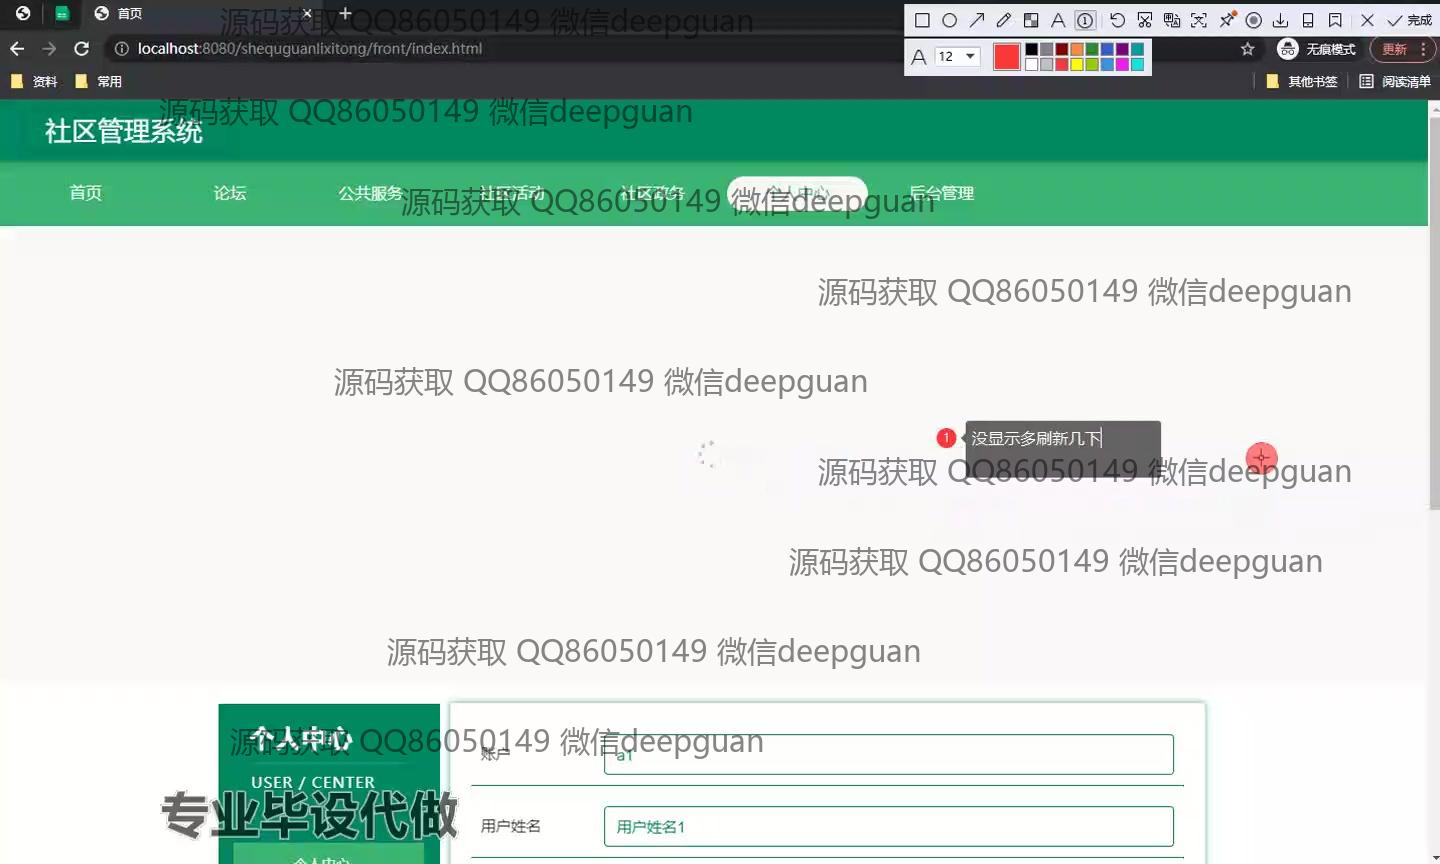 首页
localhost:8080/shequguanlixitong/front/index.html
无痕模式
更新
完成
12
资料
常用
其他书签
阅读清单
源码获取 QQ86050149 微信deepguan
源码获取 QQ86050149 微信deepguan
社区管理系统
首页
论坛
公共服务
社区活动
社区政务
个人中心
后台管理
源码获取 QQ86050149 微信deepguan
源码获取 QQ86050149 微信deepguan
源码获取 QQ86050149 微信deepguan
1
没显示多刷新几下
源码获取 QQ86050149 微信deepguan
源码获取 QQ86050149 微信deepguan
源码获取 QQ86050149 微信deepguan
个人中心
源码获取 QQ86050149 微信deepguan
账户
a1
USER / CENTER
专业毕设代做
用户姓名
用户姓名1
个人中心